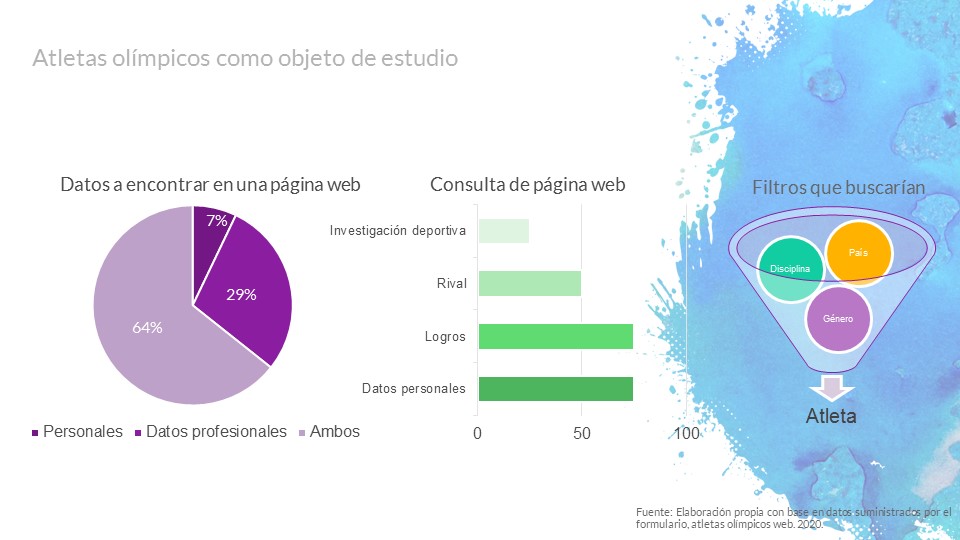 Atletas olímpicos como objeto de estudio
Datos a encontrar en una página web
7%
29%
64%
Personales
Datos profesionales
Ambos
Consulta de página web
Investigación deportiva
Rival
Logros
Datos personales
0
50
100
Filtros que buscarían
Disciplina
País
Género
Atleta
Fuente: Elaboración propia con base en datos suministrados por el
formulario, atletas olímpicos web. 2020.